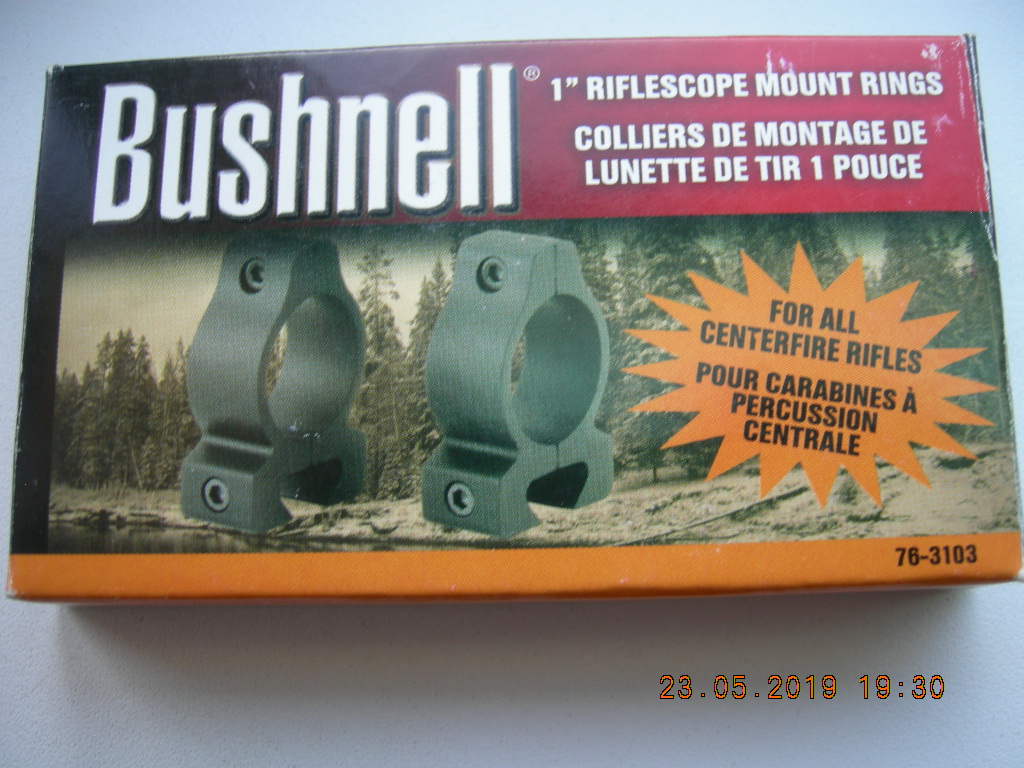 Bushnell®
1” RIFLESCOPE MOUNT RINGS
COLLIERS DE MONTAGE DE
LUNETTE DE TIR 1 POUCE
FOR ALL
CENTERFIRE RIFLES
POUR CARABINES À
PERCUSSION
CENTRALE
76-3103
23.05.2019 19:30